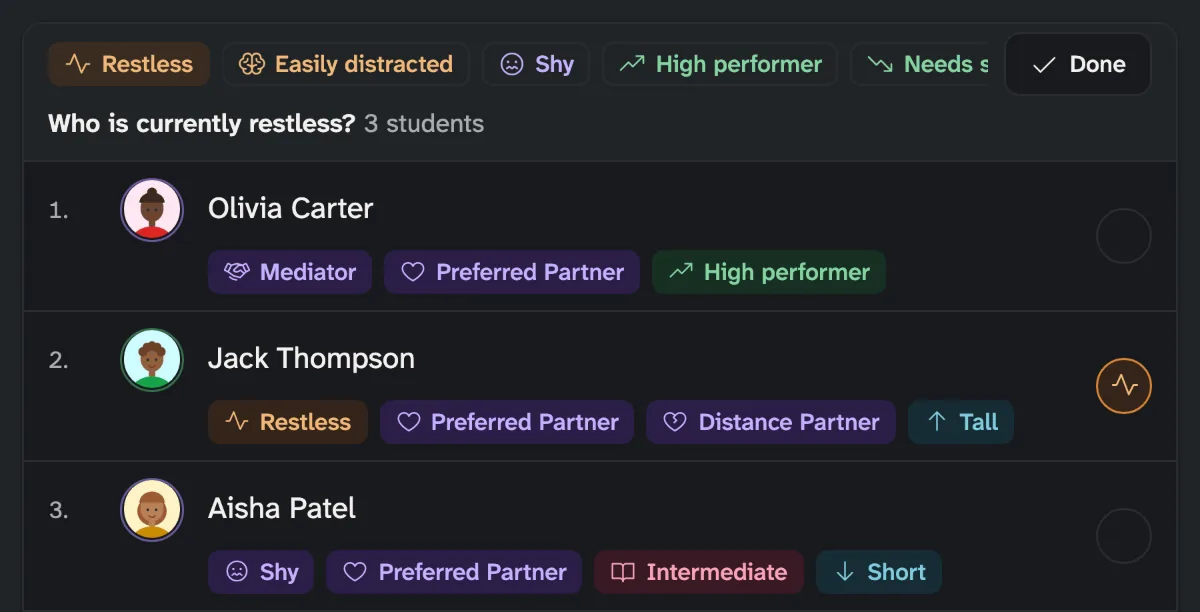 Restless Easily distracted Shy High performer Needs s Done
Who is currently restless? 3 students
1. Olivia Carter
Mediator Preferred Partner High performer
2. Jack Thompson
Restless Preferred Partner Distance Partner Tall
3. Aisha Patel
Shy Preferred Partner Intermediate Short